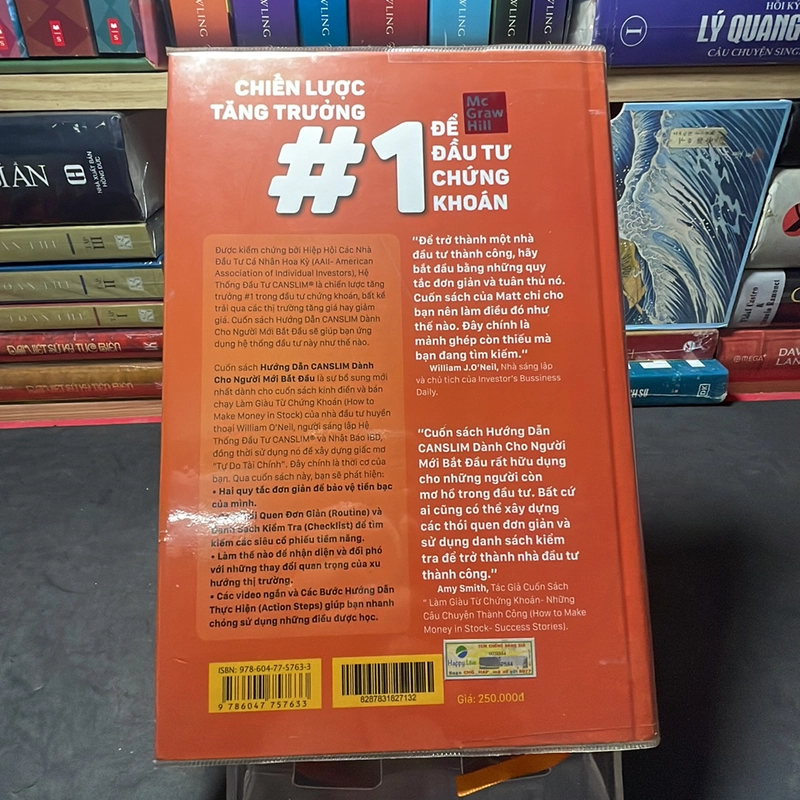 HỒI KÝ
LÝ QUANG
CÂU CHUYỆN SING
I
NHÀ XUẤT BẢN
HỒNG ĐỨC
III
II
I
CHIẾN LƯỢC
TĂNG TRƯỞNG
#1
ĐỂ
ĐẦU TƯ
CHỨNG
KHOÁN
Mc
Graw
Hill
Được kiểm chứng bởi Hiệp Hội Các Nhà
Đầu Tư Cá Nhân Hoa Kỳ (AAII- American
Association of Individual Investors), Hệ
Thống Đầu Tư CANSLIM® là chiến lược tăng
trưởng #1 trong đầu tư chứng khoán, bất kể
trải qua các thị trường tăng giá hay giảm
giá. Cuốn sách Hướng Dẫn CANSLIM Dành
Cho Người Mới Bắt Đầu sẽ giúp bạn ứng
dụng hệ thống đầu tư này như thế nào.
Cuốn sách Hướng Dẫn CANSLIM Dành
Cho Người Mới Bắt Đầu là sự bổ sung mới
nhất dành cho cuốn sách kinh điển và bán
chạy Làm Giàu Từ Chứng Khoán (How to
Make Money in Stock) của nhà đầu tư huyền
thoại William O'Neil, người sáng lập Hệ
Thống Đầu Tư CANSLIM® và Nhật Báo IBD,
đồng thời sử dụng nó để xây dựng giấc mơ
“Tự Do Tài Chính”. Đây chính là thời cơ của
bạn. Qua cuốn sách này, bạn sẽ phát hiện:
• Hai quy tắc đơn giản để bảo vệ tiền bạc
của mình.
Quen Đơn Giản (Routine) và
Sách Kiểm Tra (Checklist) để tìm
kiếm các siêu cổ phiếu tiềm năng.
• Làm thế nào để nhận diện và đối phó
với những thay đổi quan trọng của xu
hướng thị trường.
• Các video ngắn và Các Bước Hướng Dẫn
Thực Hiện (Action Steps) giúp bạn nhanh
chóng sử dụng những điều được học.
“Để trở thành một nhà
đầu tư thành công, hãy
bắt đầu bằng những quy
tắc đơn giản và tuân thủ nó.
Cuốn sách của Matt chỉ cho
bạn nên làm điều đó như
thế nào. Đây chính là
mảnh ghép còn thiếu mà
bạn đang tìm kiếm.”
William J.O'Neil, Nhà sáng lập
và chủ tịch của Investor's Bussiness
Daily.
“Cuốn sách Hướng Dẫn
CANSLIM Dành Cho Người
Mới Bắt Đầu rất hữu dụng
cho những người còn
mơ hồ trong đầu tư. Bất cứ
ai cũng có thể xây dựng
các thói quen đơn giản và
sử dụng danh sách kiểm
tra để trở thành nhà đầu tư
thành công.”
Amy Smith, Tác Giả Cuốn Sách
“ Làm Giàu Từ Chứng Khoán- Những
Câu Chuyện Thành Công (How to Make
Money in Stock- Success Stories).
ISBN: 978-604-77-5763-3
9 786047 757633
8287831827132
Happy Live
Giá: 250.000đ
OMEGA